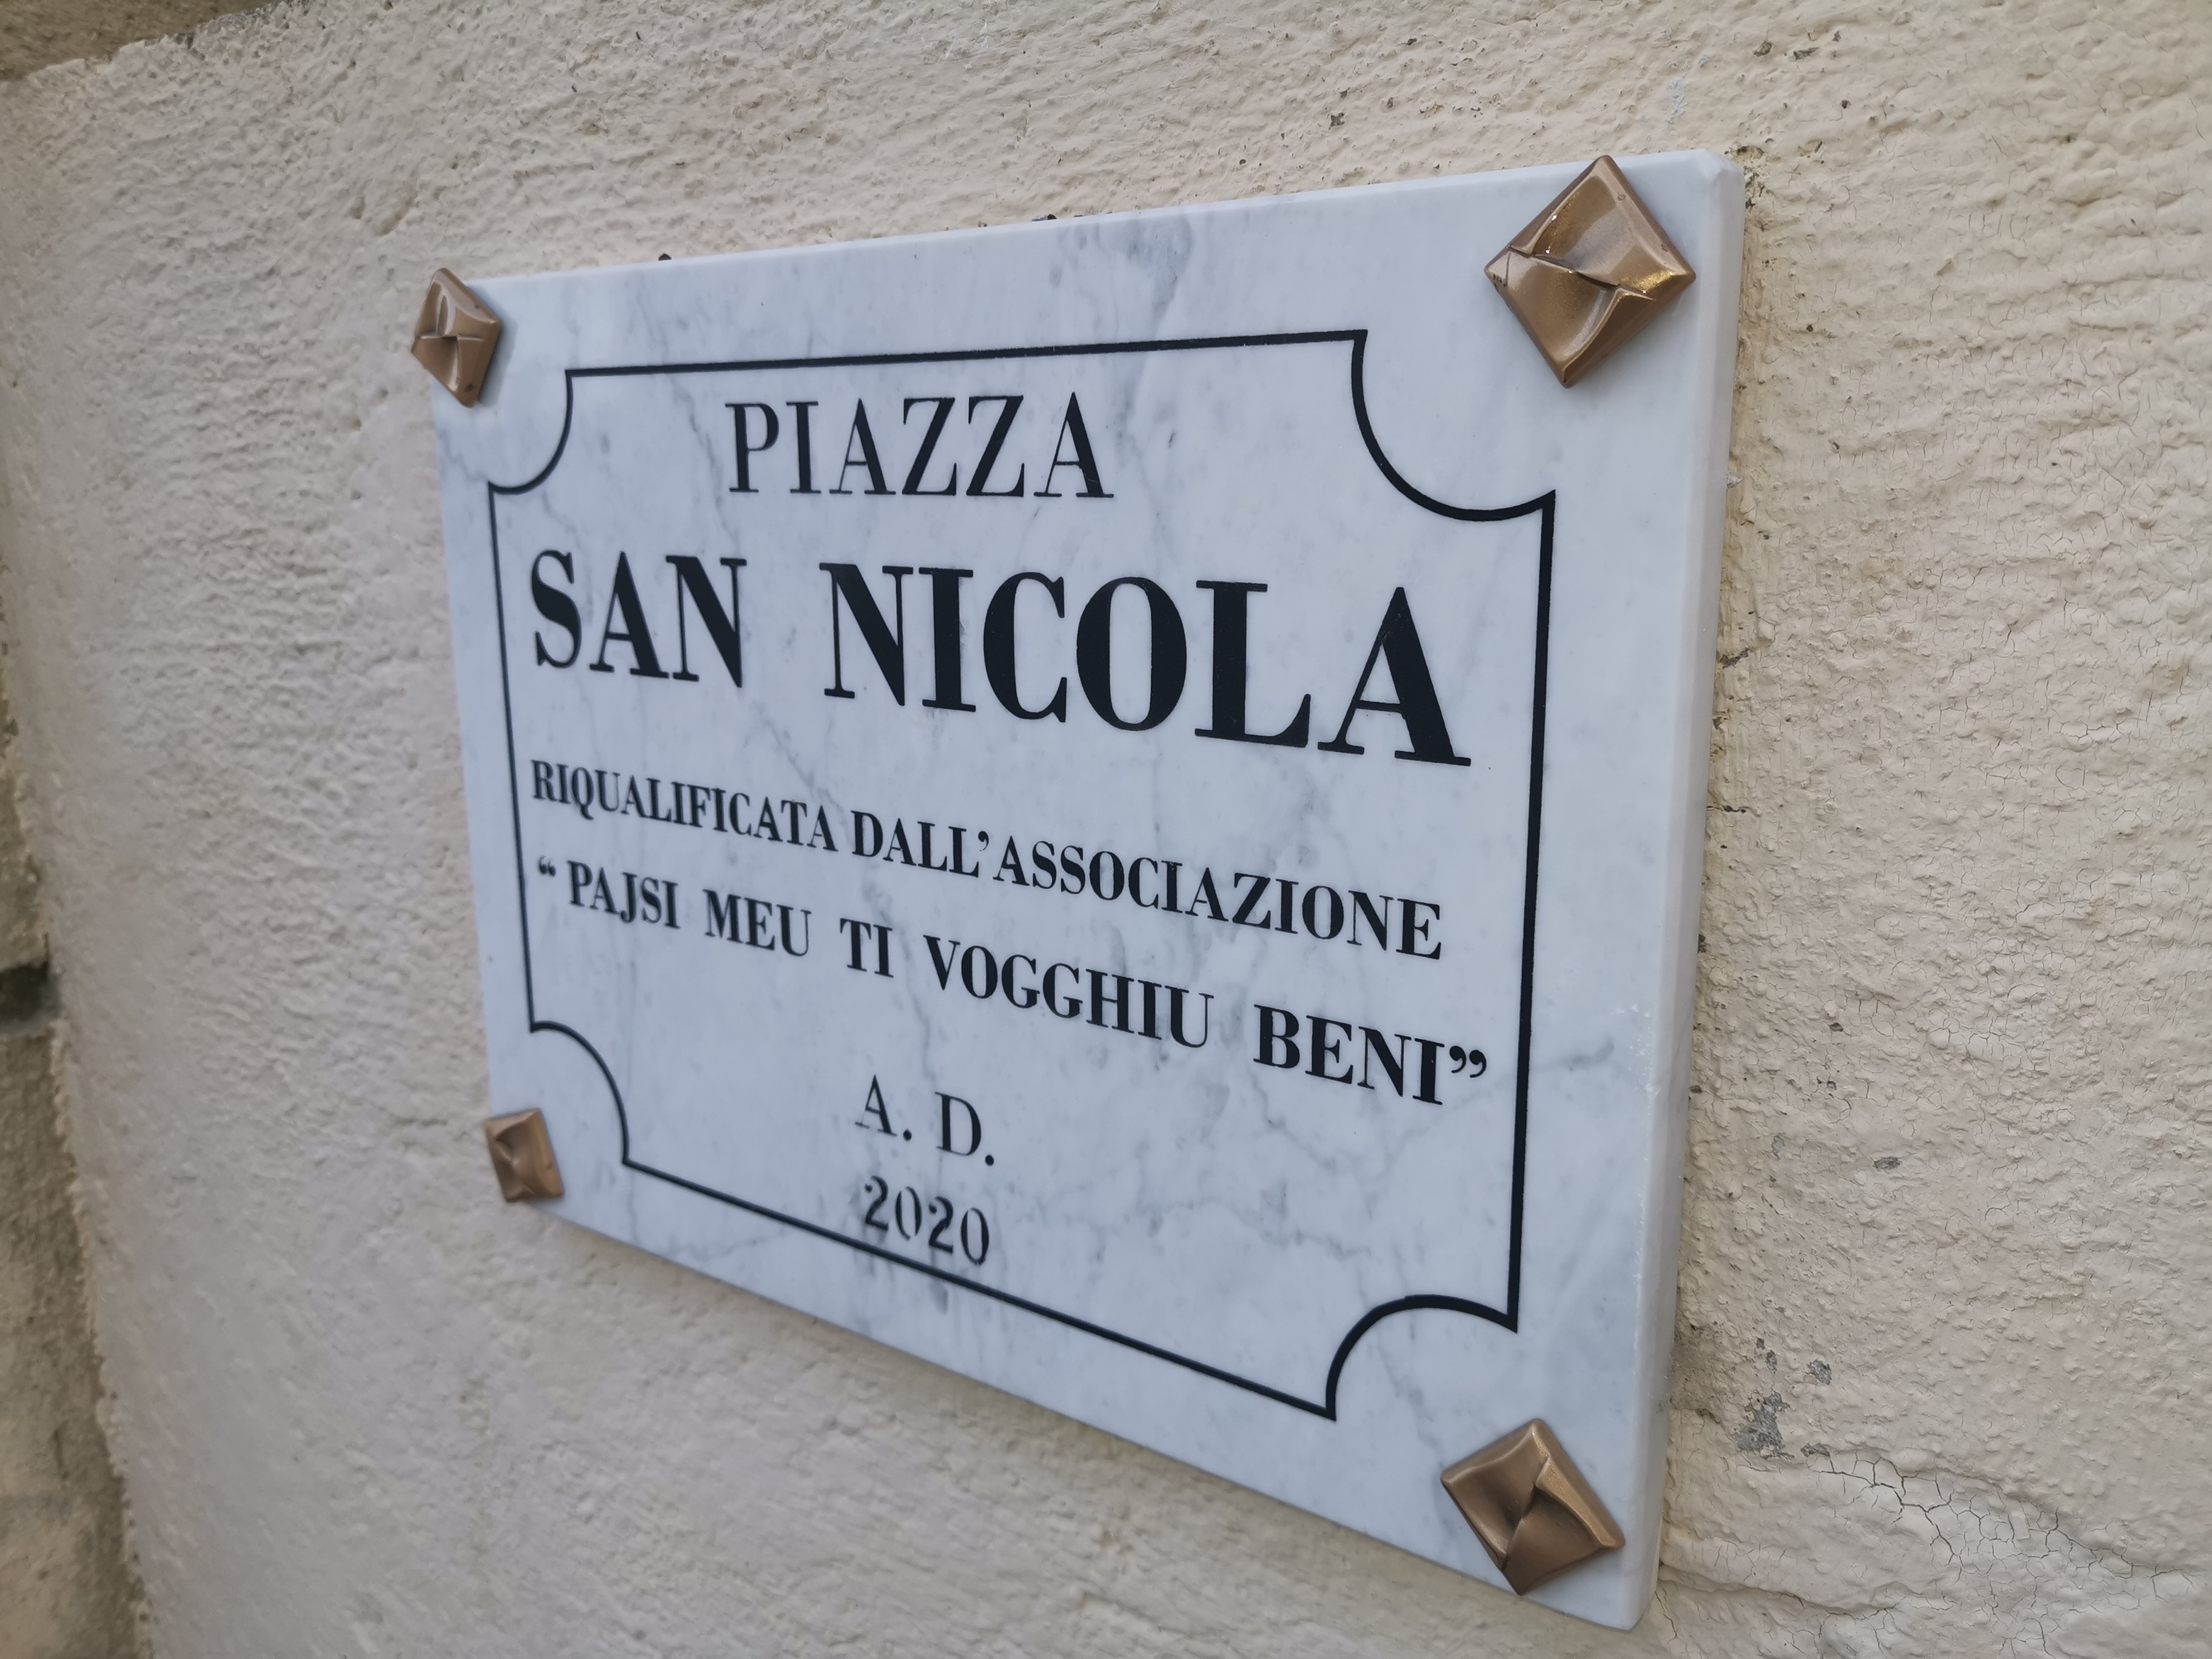 PIAZZA
SAN NICOLA
RIQUALIFICATA DALL'ASSOCIAZIONE
“ PAJSI MEU TI VOGGHIU BENI”
A. D.
2020